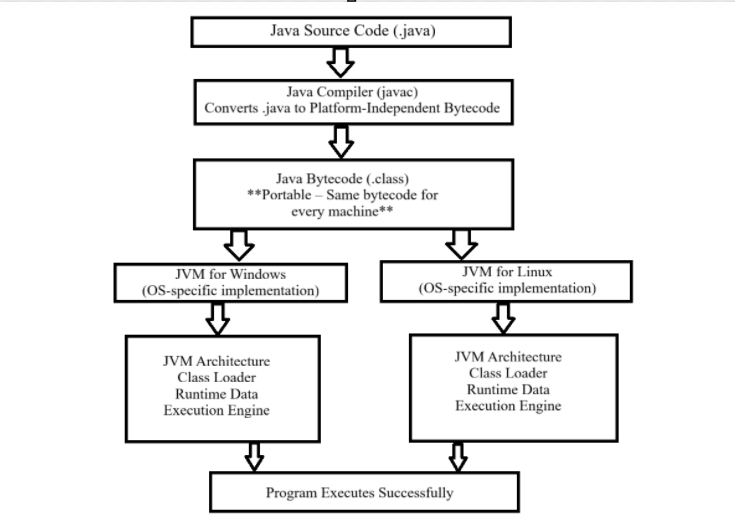 Java Source Code (.java)
Java Compiler (javac)
Converts .java to Platform-Independent Bytecode
Java Bytecode (.class)
**Portable – Same bytecode for
every machine**
JVM for Windows
(OS-specific implementation)
JVM for Linux
(OS-specific implementation)
JVM Architecture
Class Loader
Runtime Data
Execution Engine
JVM Architecture
Class Loader
Runtime Data
Execution Engine
Program Executes Successfully